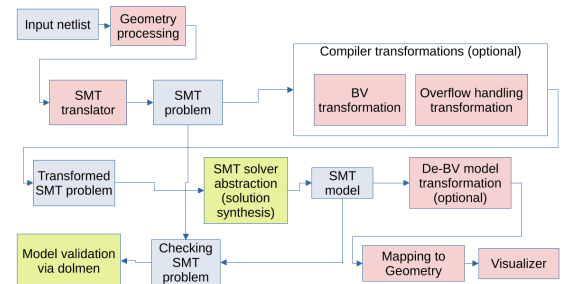 Input netlist
Geometry
processing
Compiler transformations (optional)
SMT
translator
SMT
problem
BV
transformation
Overflow handling
transformation
Transformed
SMT problem
SMT solver
abstraction
(solution
synthesis)
SMT
model
De-BV model
transformation
(optional)
Model validation
via dolmen
Checking
SMT
problem
Mapping to
Geometry
Visualizer